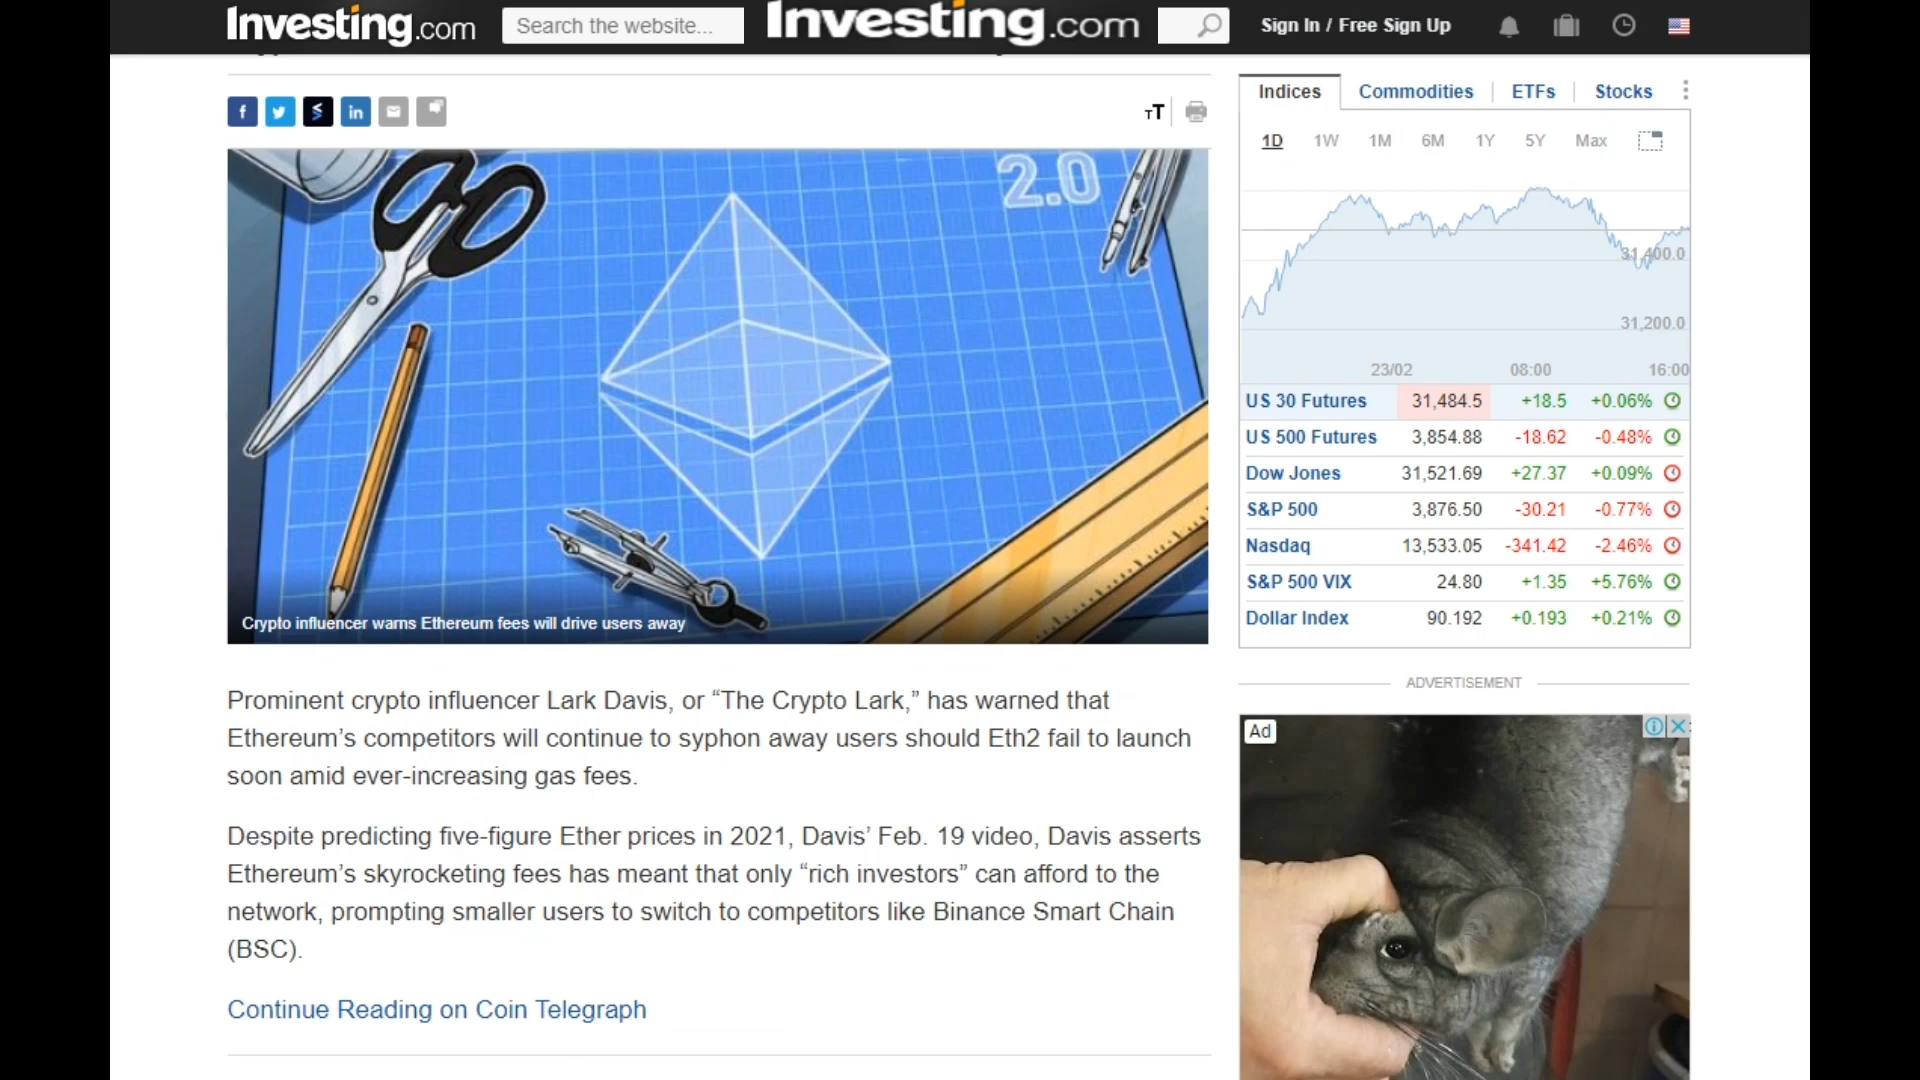 Investing.com
Search the website...
Investing.com
Sign In / Free Sign Up
TT
2.0
Crypto influencer warns Ethereum fees will drive users away
Prominent crypto influencer Lark Davis, or “The Crypto Lark,” has warned that
Ethereum’s competitors will continue to syphon away users should Eth2 fail to launch
soon amid ever-increasing gas fees.
Despite predicting five-figure Ether prices in 2021, Davis’ Feb. 19 video, Davis asserts
Ethereum’s skyrocketing fees has meant that only “rich investors” can afford to the
network, prompting smaller users to switch to competitors like Binance Smart Chain
(BSC).
Continue Reading on Coin Telegraph
Indices Commodities ETFs Stocks
1D 1W 1M 6M 1Y 5Y Max
31,400.0
31,200.0
23/02 08:00 16:00
US 30 Futures 31,484.5 +18.5 +0.06%
US 500 Futures 3,854.88 -18.62 -0.48%
Dow Jones 31,521.69 +27.37 +0.09%
S&P 500 3,876.50 -30.21 -0.77%
Nasdaq 13,533.05 -341.42 -2.46%
S&P 500 VIX 24.80 +1.35 +5.76%
Dollar Index 90.192 +0.193 +0.21%
ADVERTISEMENT
Ad